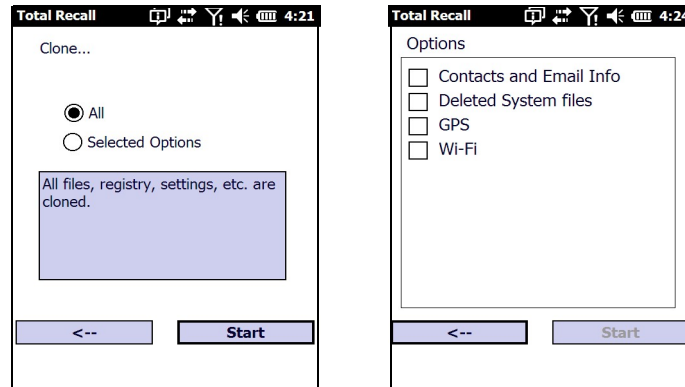 Total Recall 4:21
Clone...
All
Selected Options
All files, registry, settings, etc. are
cloned.
<-- Start
Total Recall 4:24
Options
Contacts and Email Info
Deleted System files
GPS
Wi-Fi
<-- Start